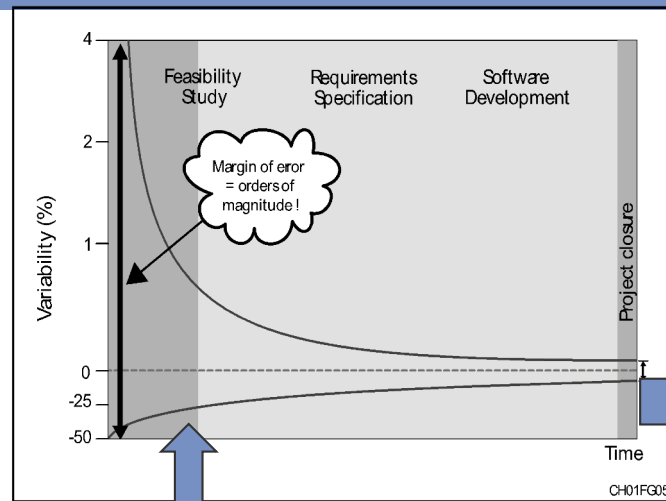 4
Feasibility
Study
Requirements
Specification
Software
Development
2
Margin of error
= orders of
magnitude !
1
Variability (%)
Project closure
0
-25
-50
Time
CH01FG05